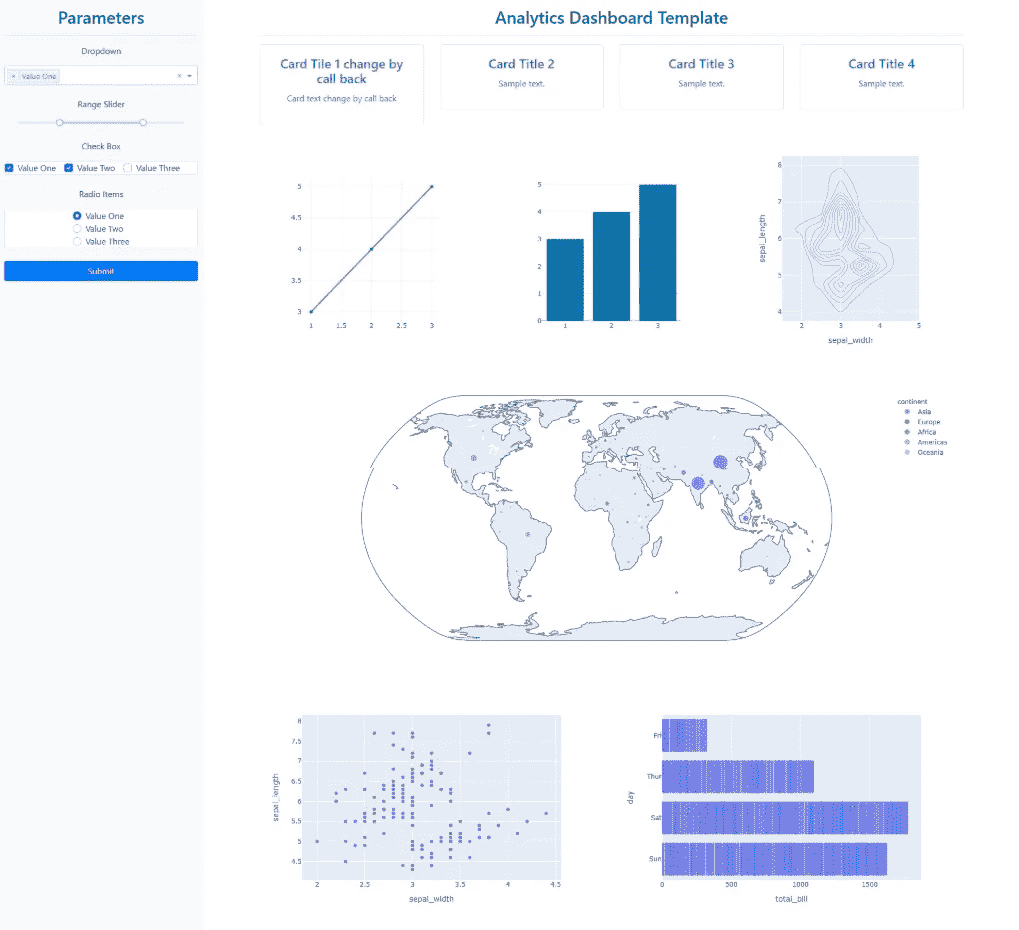 Parameters
Dropdown
× Value One × 
Range Slider
Check Box
Value One Value Two Value Three
Radio Items
Value One
Value Two
Value Three
Submit
Analytics Dashboard Template
Card Tile 1 change by
call back
Card text change by call back
Card Title 2
Sample text.
Card Title 3
Sample text.
Card Title 4
Sample text.
5
4.5
4
3.5
3
1 1.5 2 2.5 3
5
4
3
2
1
0
1 2 3
8
7
6
5
4
sepal_length
2 3 4 5
sepal_width
continent
Asia
Europe
Africa
Americas
Oceania
8
7.5
7
6.5
6
5.5
5
4.5
sepal_length
2 2.5 3 3.5 4 4.5
sepal_width
Fri
Thur
Sat
Sun
day
0 500 1000 1500
total_bill